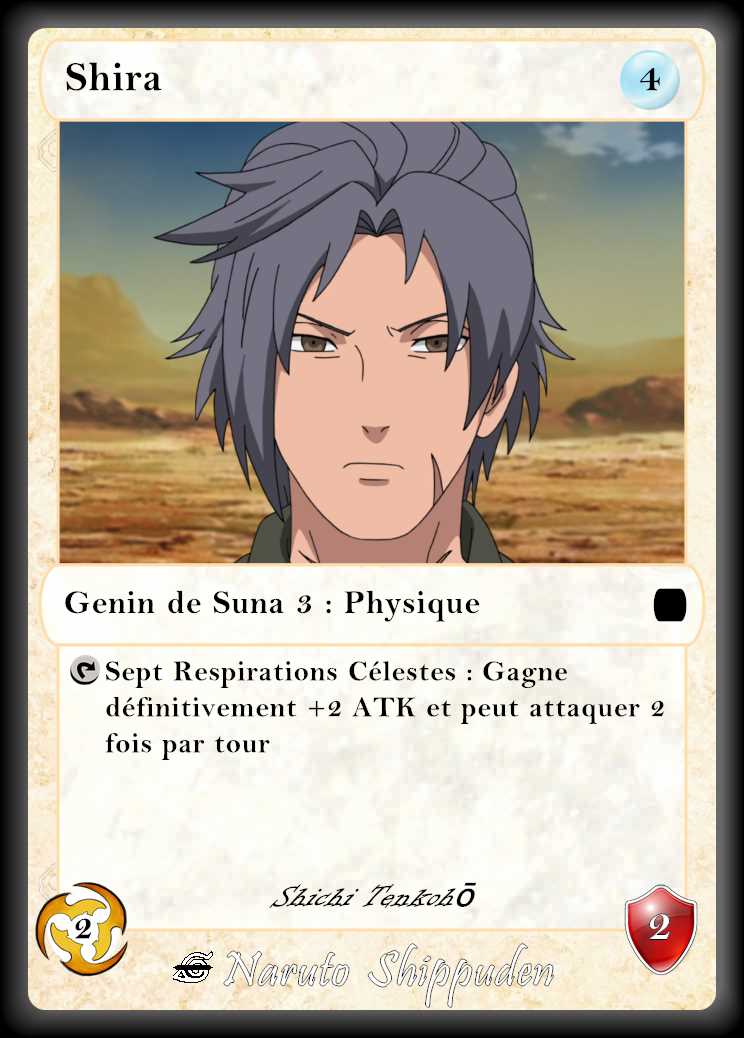 Shira
4
Genin de Suna 3 : Physique
Sept Respirations Célestes : Gagne
définitivement +2 ATK et peut attaquer 2
fois par tour
Shichi Tenkohō
2
2
Naruto Shippuden